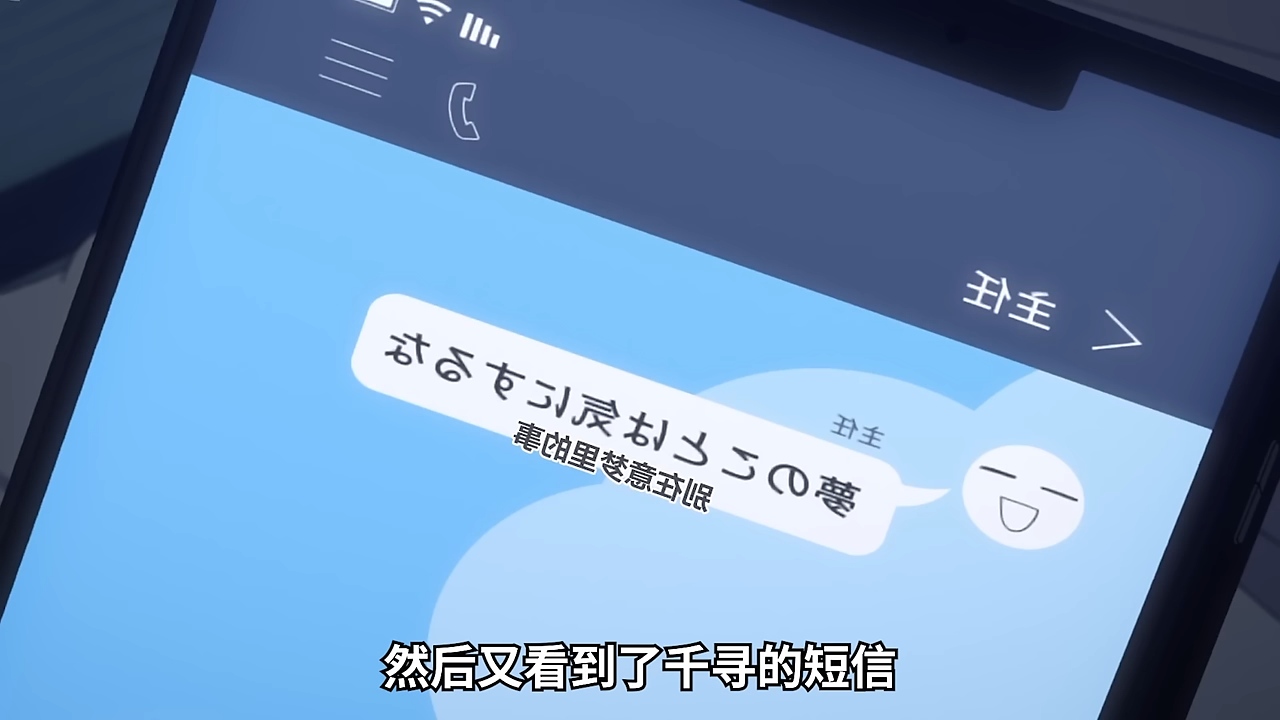 主任
主任
夢のことは気にするな
别在意梦里的事
然后又看到了千寻的短信